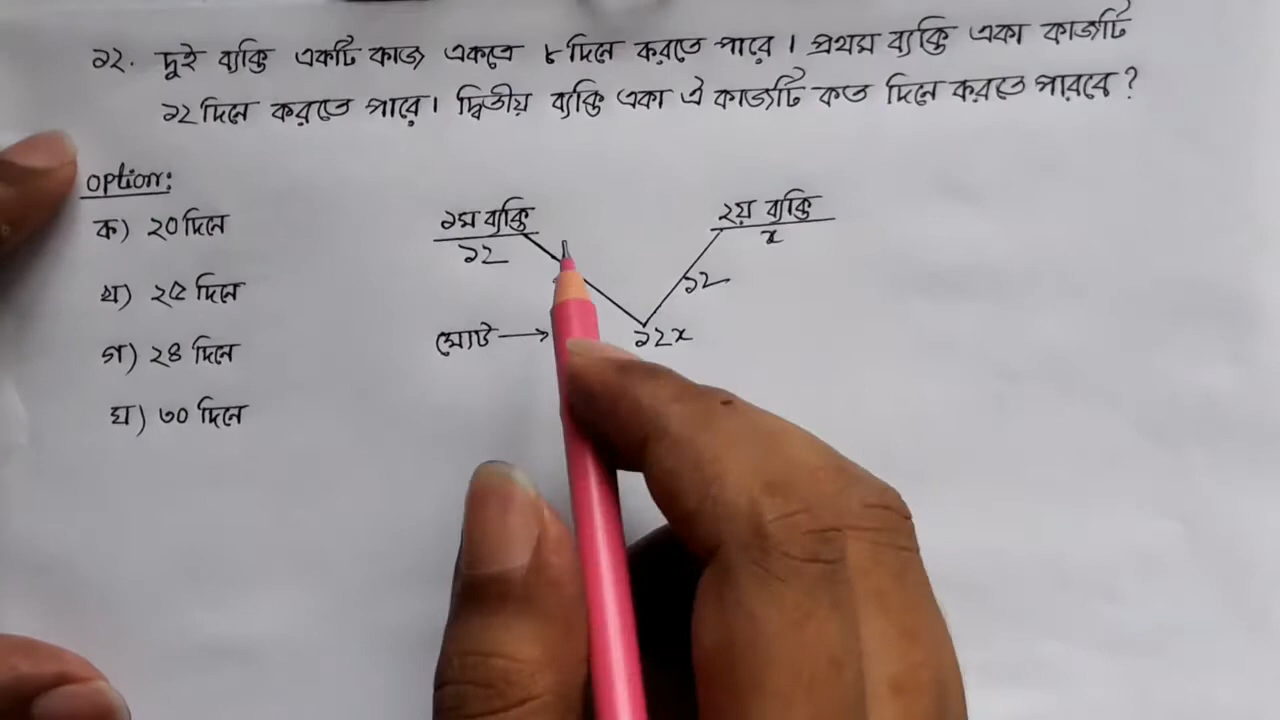 ১২. দুই ব্যক্তি একটি কাজ একত্রে ৮ দিনে করতে পারে । প্রথম ব্যক্তি একা কাজটি
১২ দিনে করতে পারে। দ্বিতীয় ব্যক্তি একা ঐ কাজটি কত দিনে করতে পারবে ?
option:
ক) ২০ দিনে
খ) ২৫ দিনে
গ) ২৪ দিনে
ঘ) ৩০ দিনে
১ম ব্যক্তি
১২
২য় ব্যক্তি
x
১২
মোট → ১২x